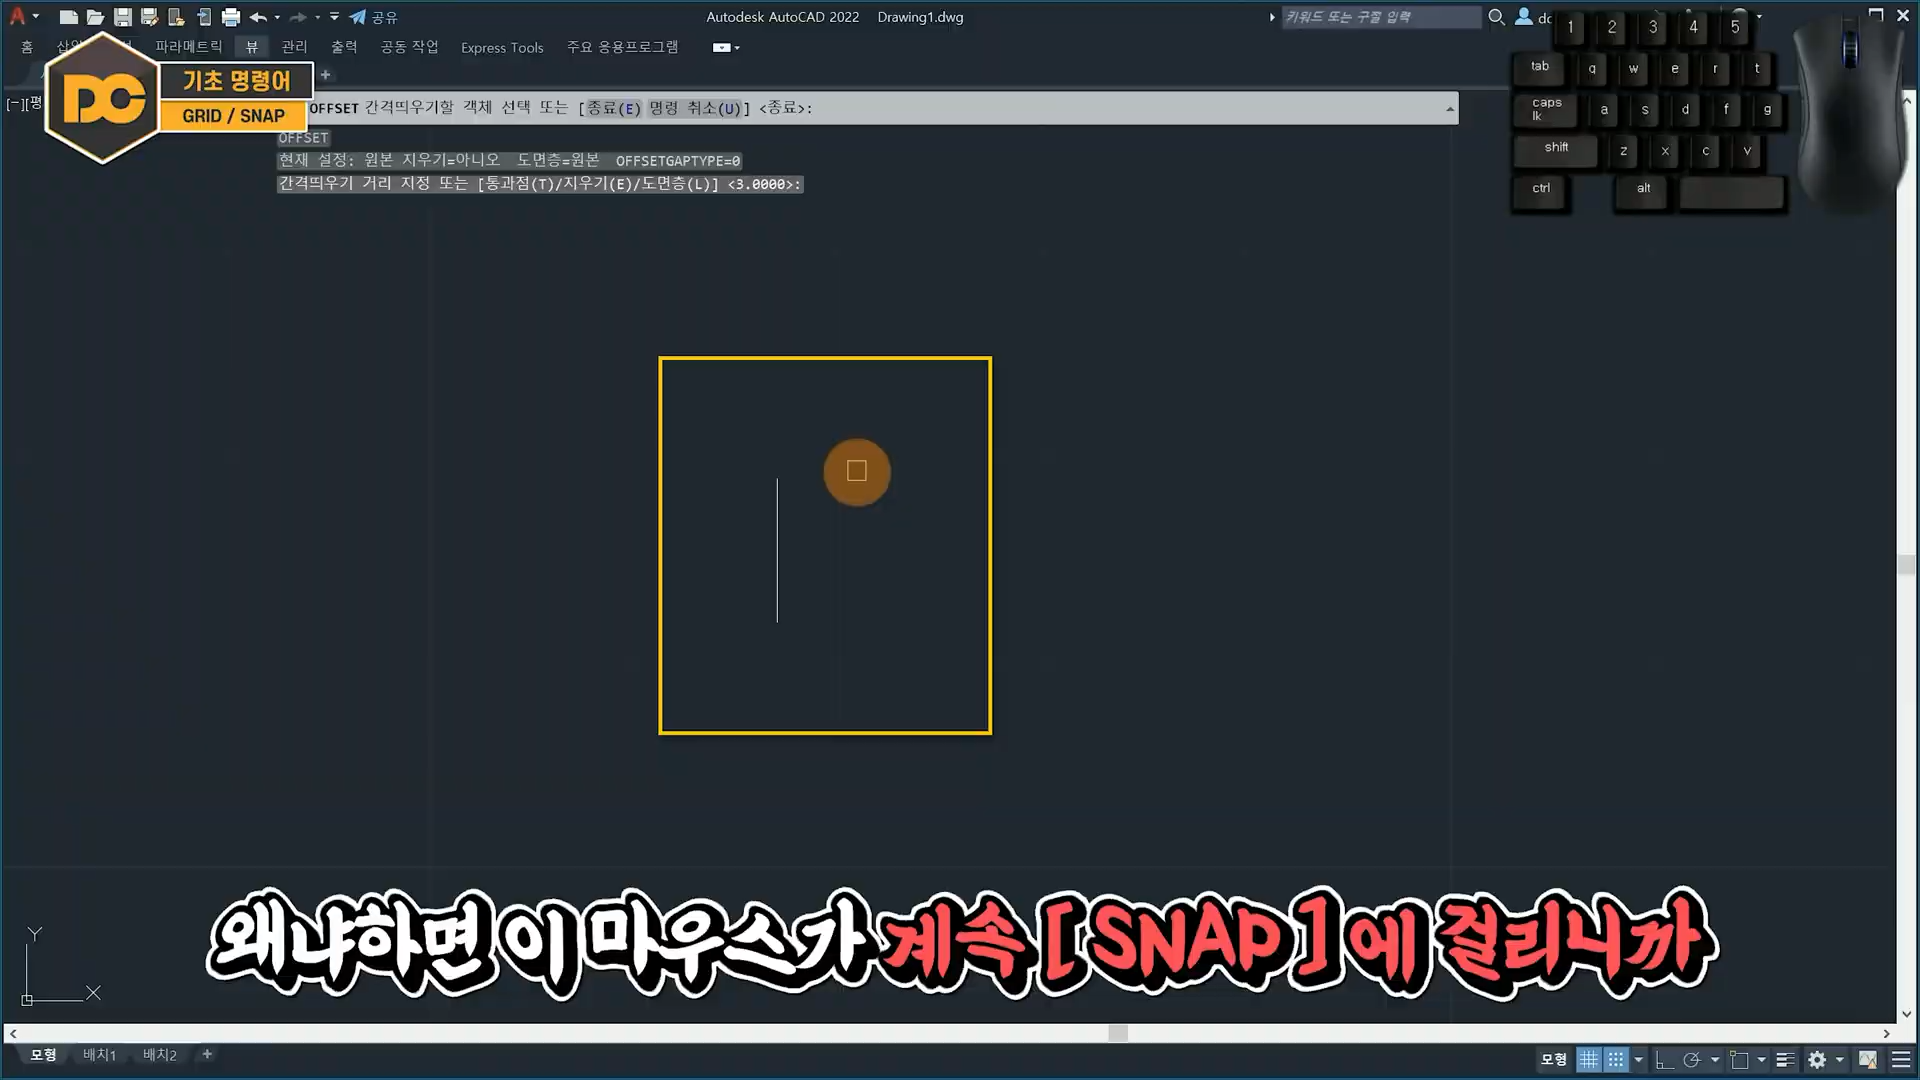 공유
Autodesk AutoCAD 2022 Drawing1.dwg
키워드 또는 구절 입력
홈
파라메트릭
뷰
관리
출력
공동 작업
Express Tools
주요 응용프로그램
DC
기초 명령어
GRID / SNAP
+
OFFSET 간격띄우기할 객체 선택 또는 [종료(E) 명령 취소(U)] <종료>:
OFFSET
현재 설정: 원본 지우기=아니오 도면층=원본 OFFSETGAPTYPE=0
간격띄우기 거리 지정 또는 [통과점(T)/지우기(E)/도면층(L)] <3.0000>:
1 2 3 4 5
tab q w e r t
caps lk a s d f g
shift z x c v
ctrl alt
왜냐하면 이 마우스가 계속 [SNAP]에 걸리니까
Y
X
모형 배치1 배치2 +
모형